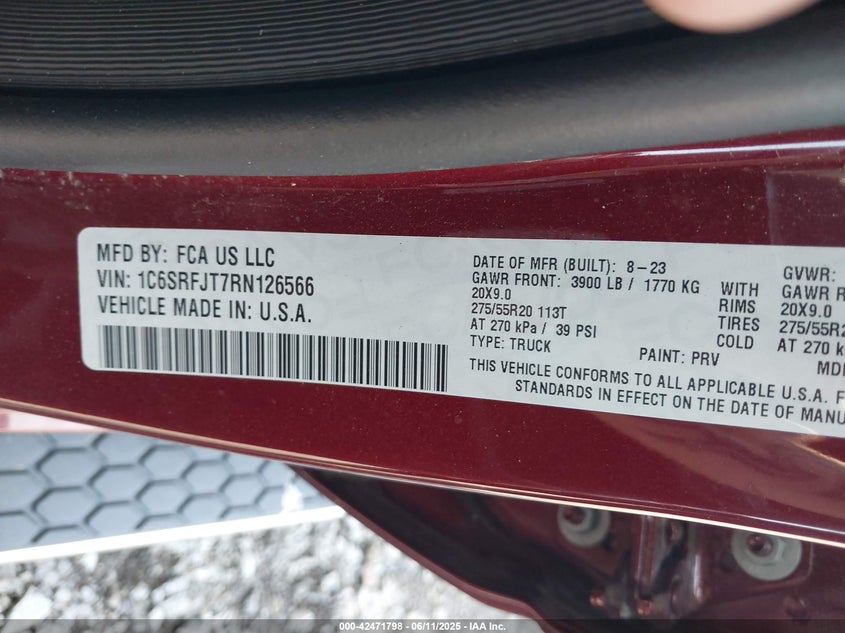 MFD BY: FCA US LLC
VIN: 1C6SRFJT7RN126566
VEHICLE MADE IN: U.S.A.
DATE OF MFR (BUILT): 8-23
GAWR FRONT: 3900 LB / 1770 KG WITH
20X9.0 RIMS
275/55R20 113T TIRES
AT 270 kPa / 39 PSI COLD
TYPE: TRUCK PAINT: PRV
THIS VEHICLE CONFORMS TO ALL APPLICABLE U.S.A. F
STANDARDS IN EFFECT ON THE DATE OF MANU
GVWR:
GAWR R
20X9.0
275/55R2
AT 270 k
MD
000-42471798 - 06/11/2025 - IAA Inc.